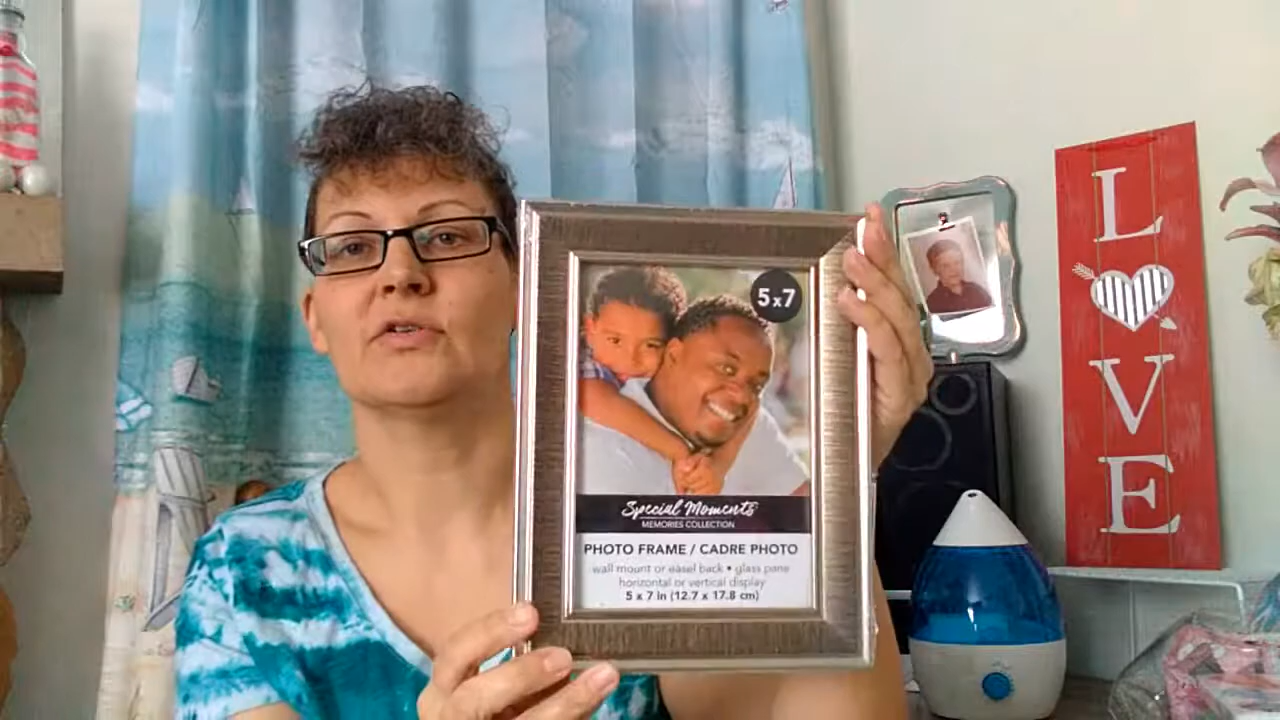 5x7
Special Moments
MEMORIES COLLECTION
PHOTO FRAME / CADRE PHOTO
wall mount or easel back • glass pane
horizontal or vertical display
5 x 7 in (12.7 x 17.8 cm)
L
VE